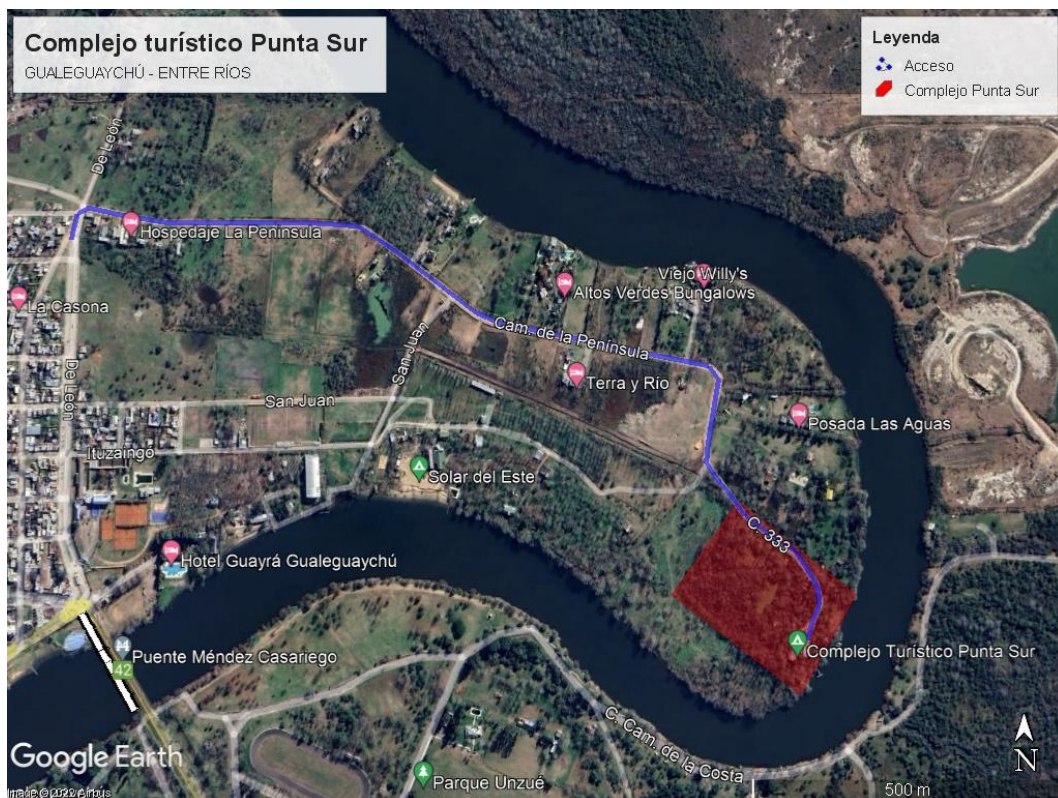 Complejo turístico Punta Sur
GUALEGUAYCHÚ - ENTRE RÍOS
Leyenda
Acceso
Complejo Punta Sur
De León
Hospedaje La Península
La Casona
De León
Viejo Willy's
Altos Verdes Bungalows
Cam. de la Península
San Juan
Terra y Río
San Juan
Posada Las Aguas
Ituzaingó
Solar del Este
C. 333
Hotel Guayrá Gualeguaychú
Complejo Turístico Punta Sur
Puente Méndez Casariego
42
C. Cam. de la Costa
Parque Unzué
Google Earth
N
500 m